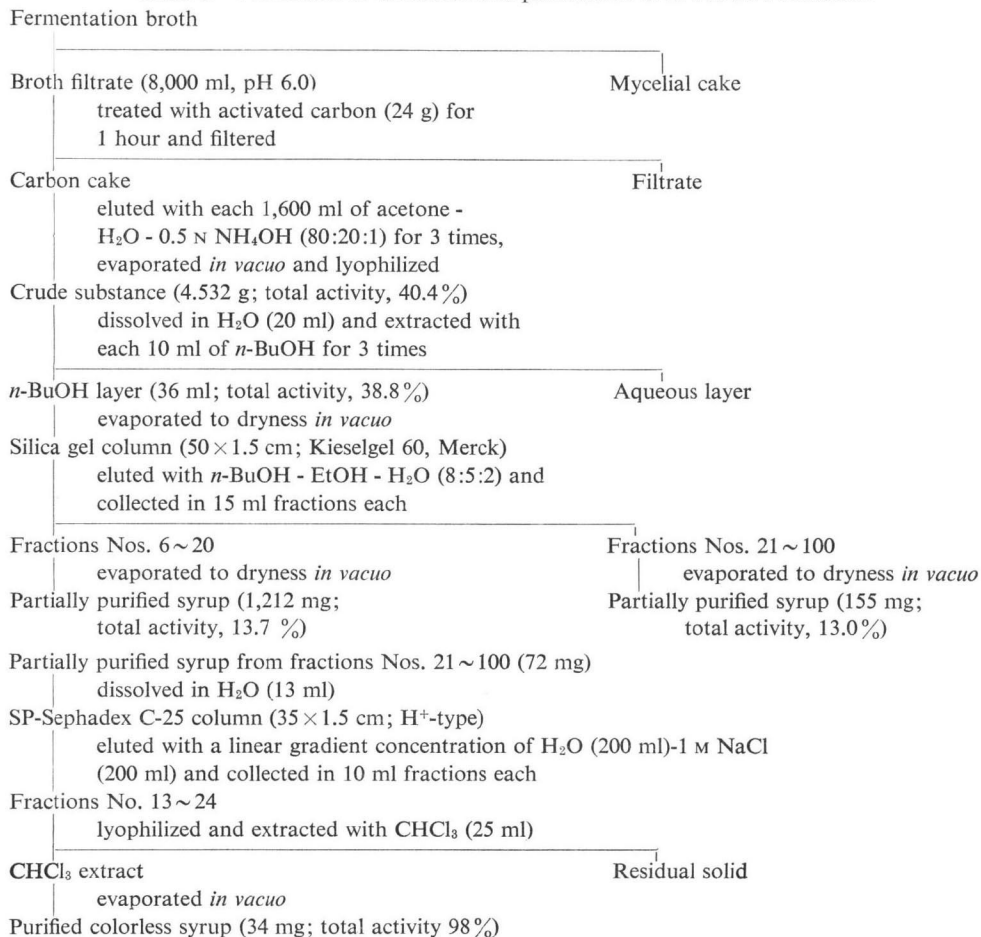 Fermentation broth
Broth filtrate (8,000 ml, pH 6.0) Mycelial cake
treated with activated carbon (24 g) for
1 hour and filtered
Carbon cake Filtrate
eluted with each 1,600 ml of acetone -
H₂O - 0.5 N NH₄OH (80:20:1) for 3 times,
evaporated in vacuo and lyophilized
Crude substance (4.532 g; total activity, 40.4%)
dissolved in H₂O (20 ml) and extracted with
each 10 ml of n-BuOH for 3 times
n-BuOH layer (36 ml; total activity, 38.8%) Aqueous layer
evaporated to dryness in vacuo
Silica gel column (50×1.5 cm; Kieselgel 60, Merck)
eluted with n-BuOH - EtOH - H₂O (8:5:2) and
collected in 15 ml fractions each
Fractions Nos. 6~20 Fractions Nos. 21~100
evaporated to dryness in vacuo evaporated to dryness in vacuo
Partially purified syrup (1,212 mg; Partially purified syrup (155 mg;
total activity, 13.7 %) total activity, 13.0%)
Partially purified syrup from fractions Nos. 21~100 (72 mg)
dissolved in H₂O (13 ml)
SP-Sephadex C-25 column (35×1.5 cm; H⁺-type)
eluted with a linear gradient concentration of H₂O (200 ml)-1 M NaCl
(200 ml) and collected in 10 ml fractions each
Fractions No. 13~24
lyophilized and extracted with CHCl₃ (25 ml)
CHCl₃ extract Residual solid
evaporated in vacuo
Purified colorless syrup (34 mg; total activity 98%)